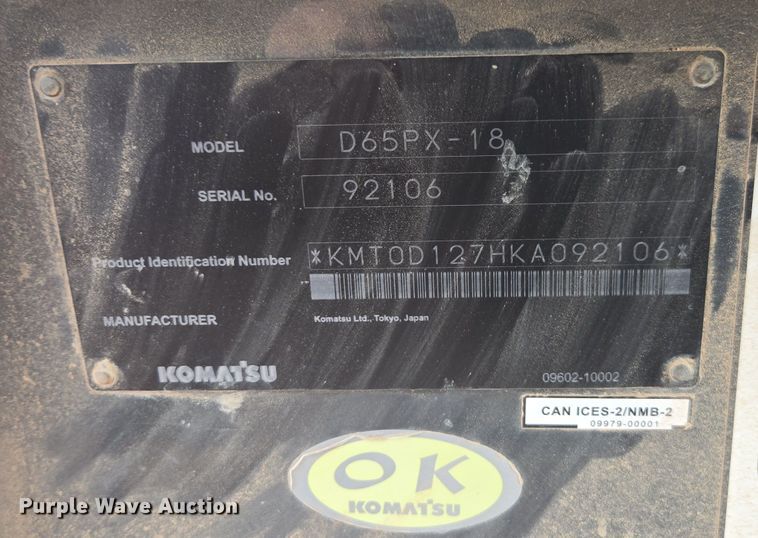 MODEL D65PX-18
SERIAL No. 92106
Product Identification Number *KMT0D127HKA092106*
MANUFACTURER Komatsu Ltd., Tokyo, Japan
KOMATSU 09602-10002
CAN ICES-2/NMB-2
09979-00001
OK
KOMATSU
Purple Wave Auction